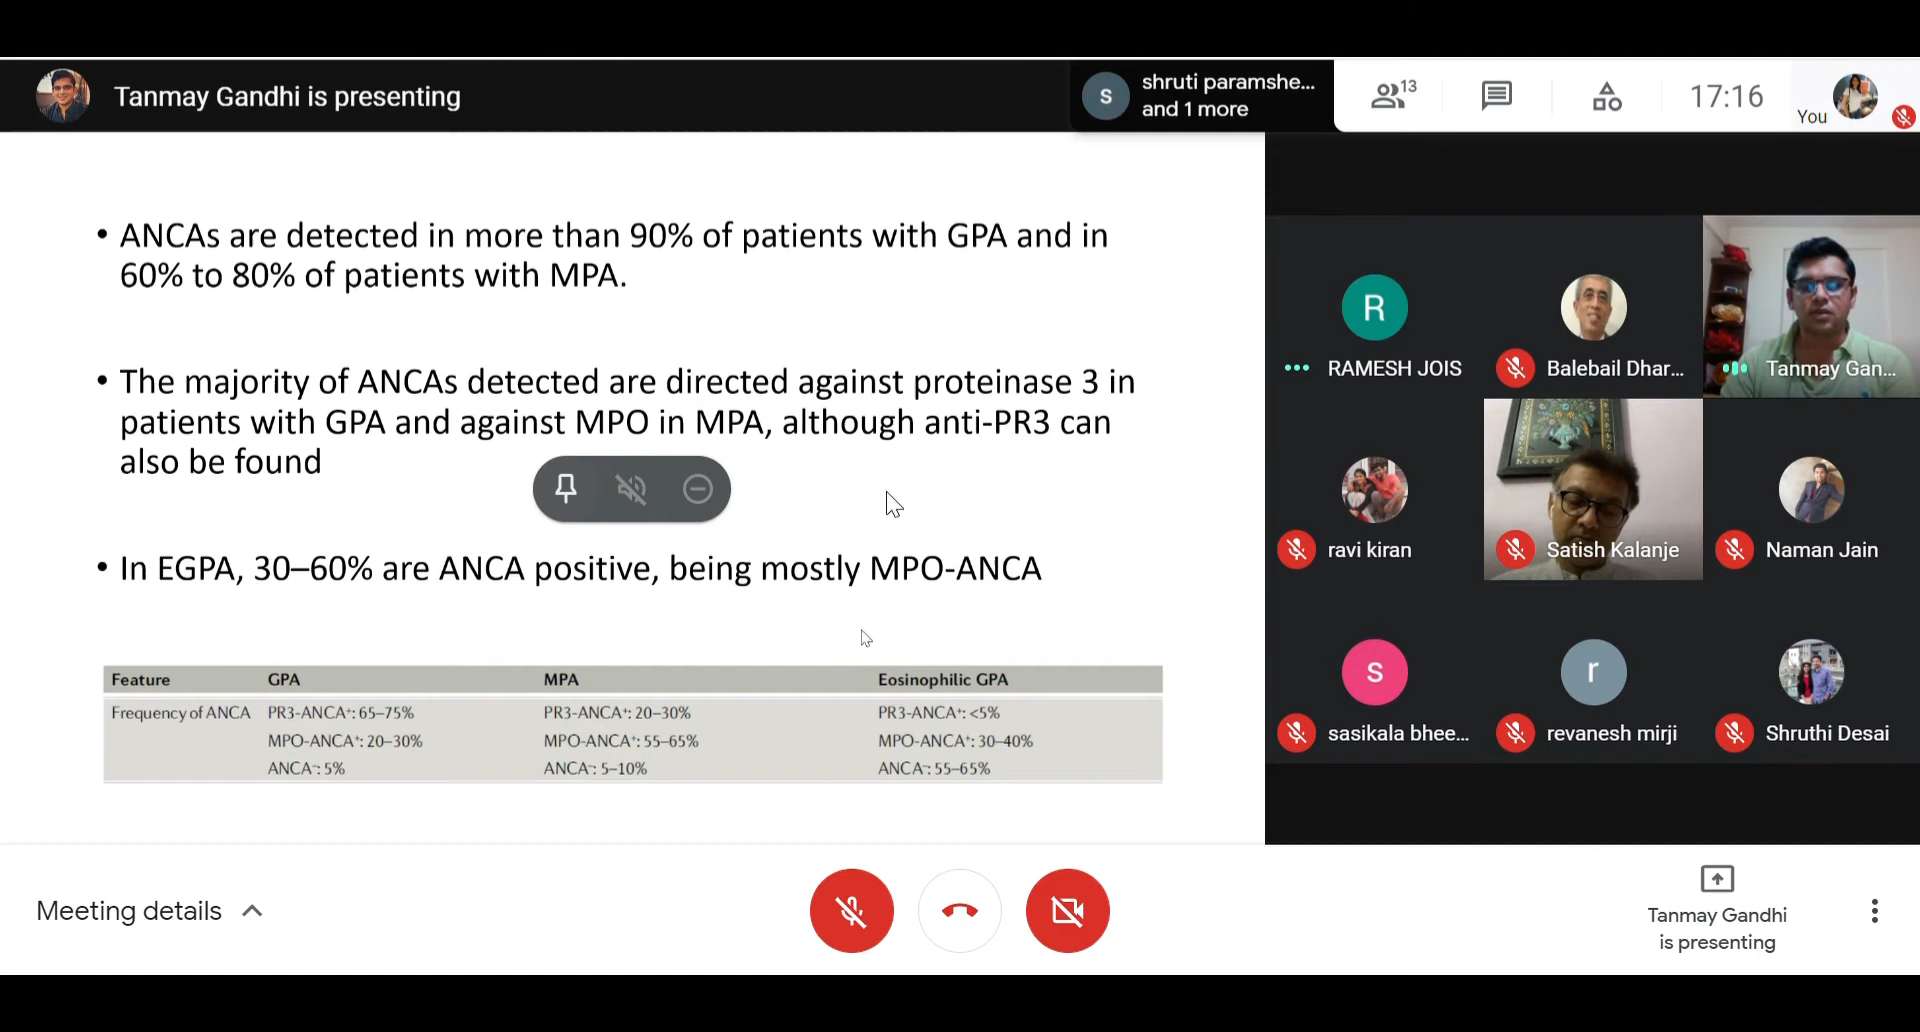 Tanmay Gandhi is presenting
s
shruti paramshe...
and 1 more
13
17:16
You
• ANCAs are detected in more than 90% of patients with GPA and in
60% to 80% of patients with MPA.
• The majority of ANCAs detected are directed against proteinase 3 in
patients with GPA and against MPO in MPA, although anti-PR3 can
also be found
• In EGPA, 30–60% are ANCA positive, being mostly MPO-ANCA
Feature GPA MPA Eosinophilic GPA
Frequency of ANCA PR3-ANCA⁺: 65–75% PR3-ANCA⁺: 20–30% PR3-ANCA⁺: <5%
MPO-ANCA⁺: 20–30% MPO-ANCA⁺: 55–65% MPO-ANCA⁺: 30–40%
ANCA⁻: 5% ANCA⁻: 5–10% ANCA⁻: 55–65%
R
RAMESH JOIS
Balebail Dhar...
Tanmay Gan...
ravi kiran
Satish Kalanje
Naman Jain
s
r
sasikala bhee...
revanesh mirji
Shruthi Desai
Meeting details
Tanmay Gandhi
is presenting